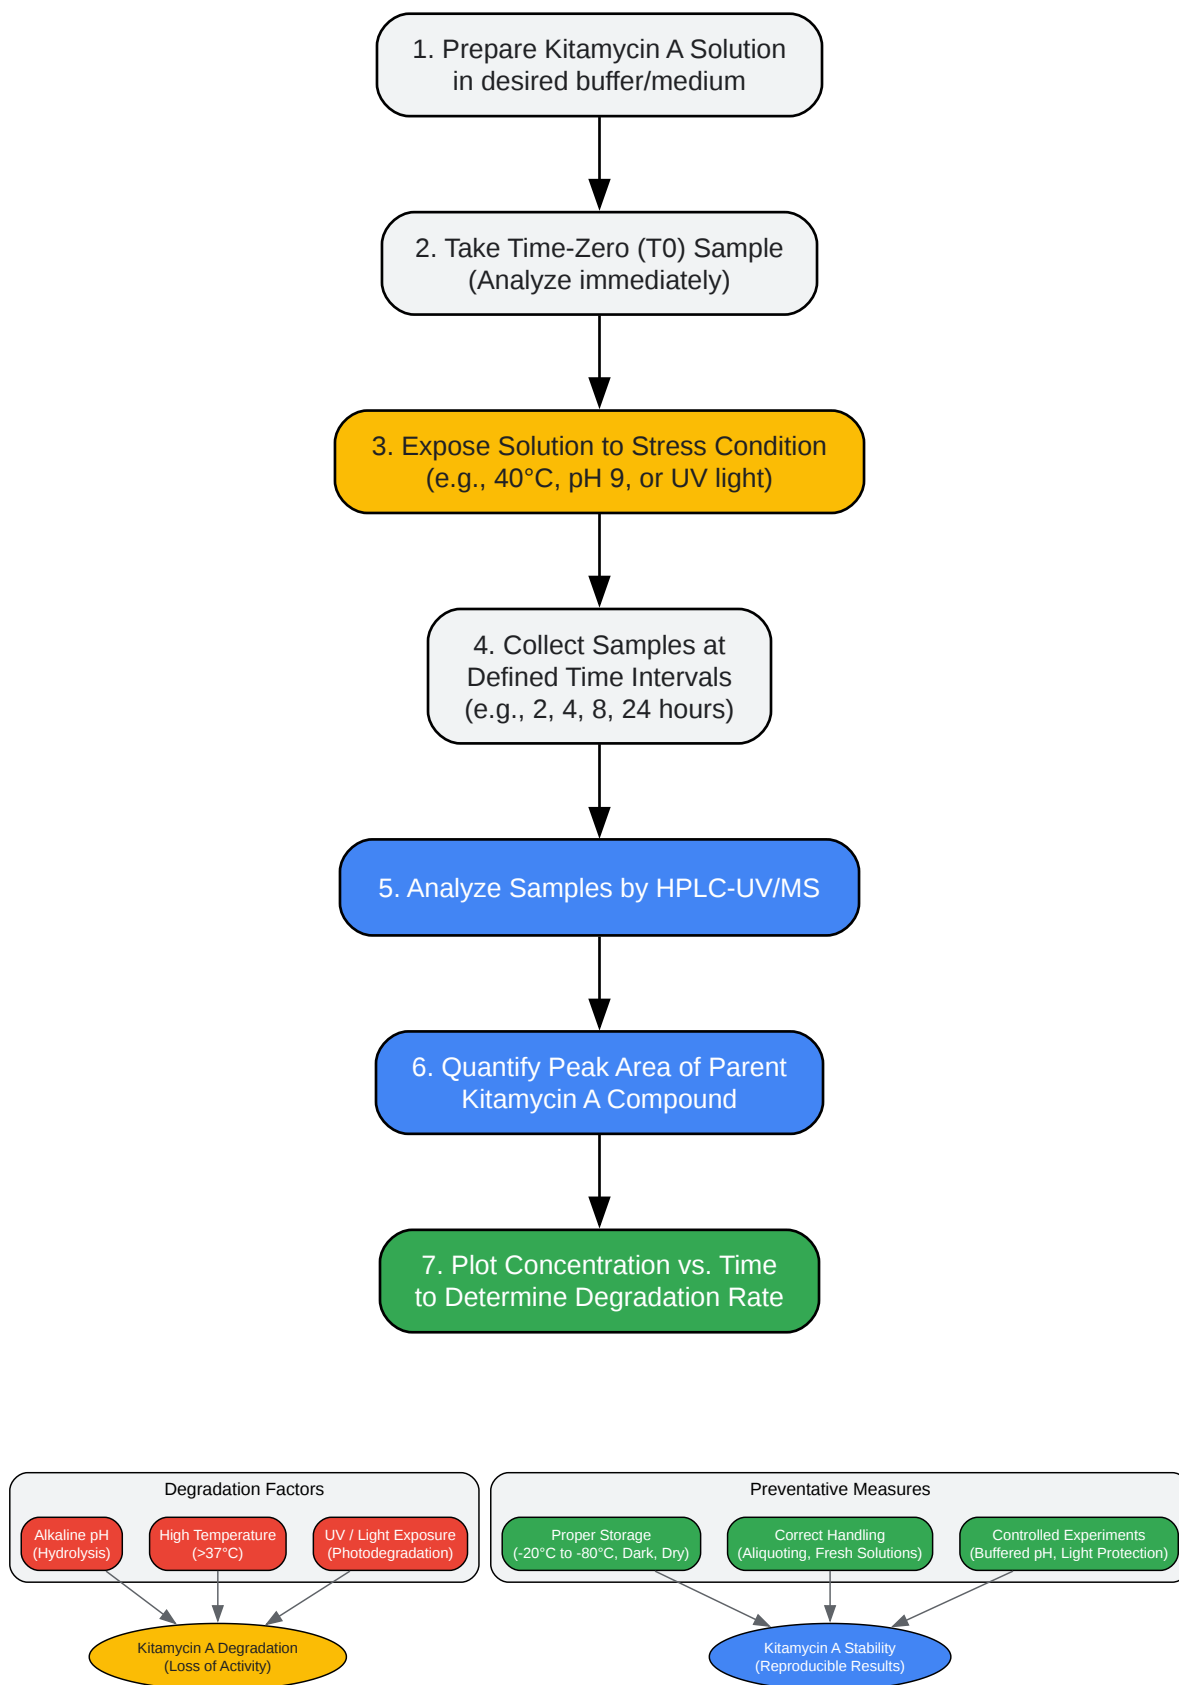 1. Prepare Kitamycin A Solution
in desired buffer/medium
2. Take Time-Zero (T0) Sample
(Analyze immediately)
3. Expose Solution to Stress Condition
(e.g., 40°C, pH 9, or UV light)
4. Collect Samples at
Defined Time Intervals
(e.g., 2, 4, 8, 24 hours)
5. Analyze Samples by HPLC-UV/MS
6. Quantify Peak Area of Parent
Kitamycin A Compound
7. Plot Concentration vs. Time
to Determine Degradation Rate
Degradation Factors
Alkaline pH
(Hydrolysis)
High Temperature
(>37°C)
UV / Light Exposure
(Photodegradation)
Kitamycin A Degradation
(Loss of Activity)
Preventative Measures
Proper Storage
(-20°C to -80°C, Dark, Dry)
Correct Handling
(Aliquoting, Fresh Solutions)
Controlled Experiments
(Buffered pH, Light Protection)
Kitamycin A Stability
(Reproducible Results)